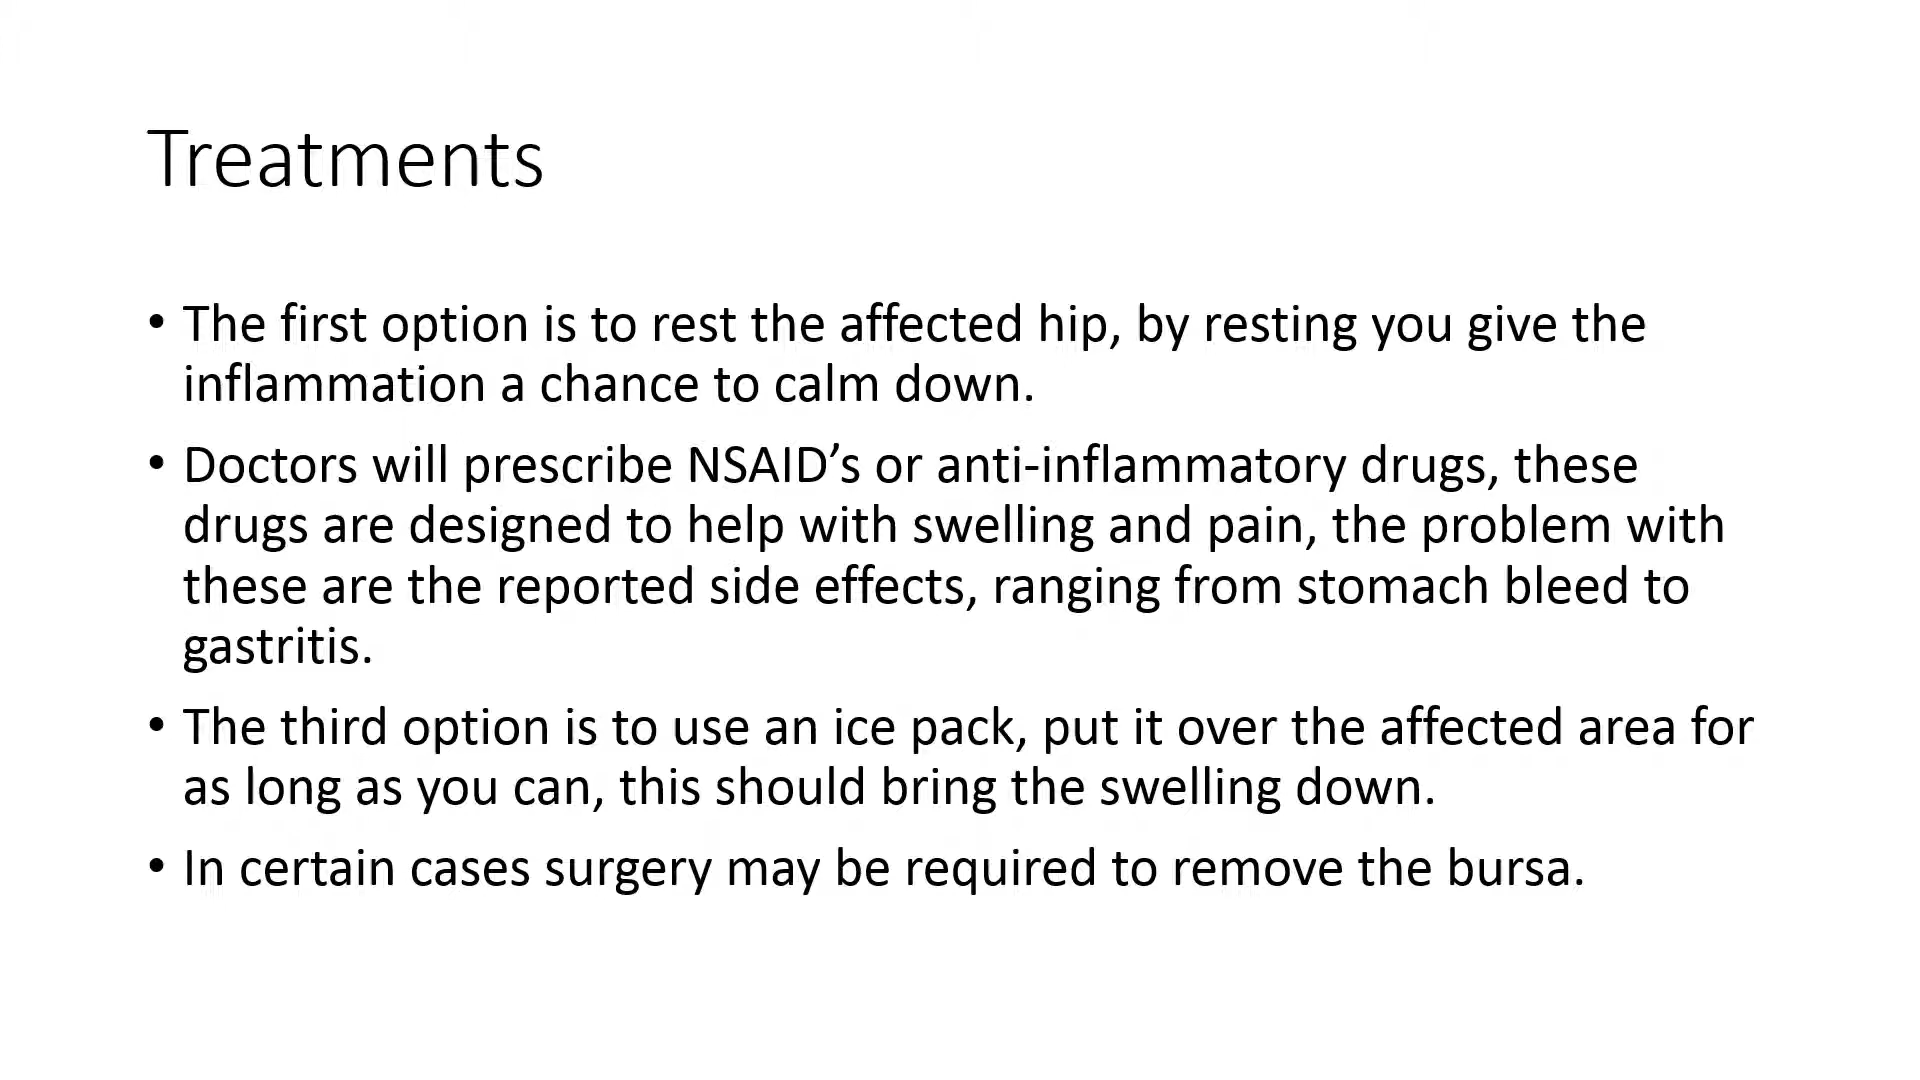 Treatments
• The first option is to rest the affected hip, by resting you give the
inflammation a chance to calm down.
• Doctors will prescribe NSAID’s or anti-inflammatory drugs, these
drugs are designed to help with swelling and pain, the problem with
these are the reported side effects, ranging from stomach bleed to
gastritis.
• The third option is to use an ice pack, put it over the affected area for
as long as you can, this should bring the swelling down.
• In certain cases surgery may be required to remove the bursa.